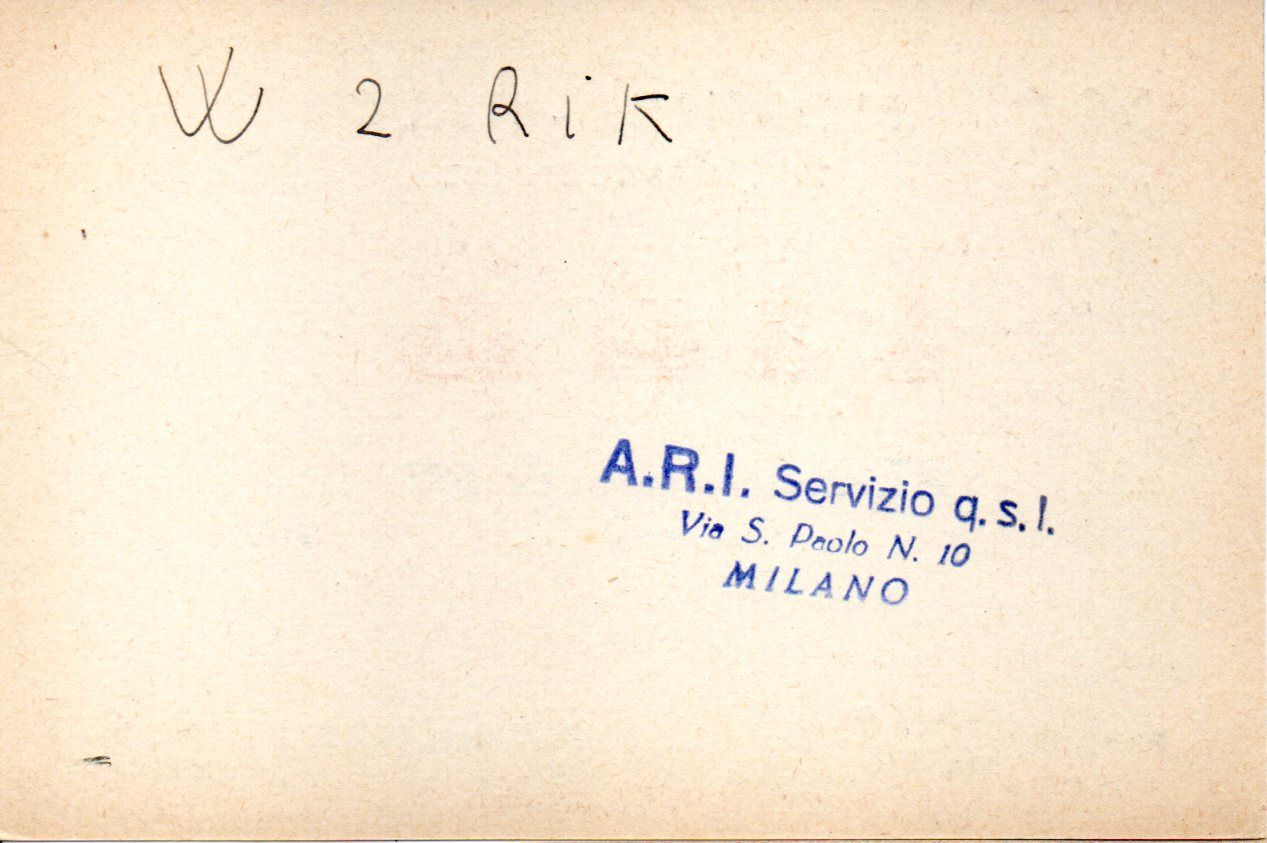 W 2 RiK
A.R.I. Servizio q.s.l.
Via S. Paolo N. 10
MILANO